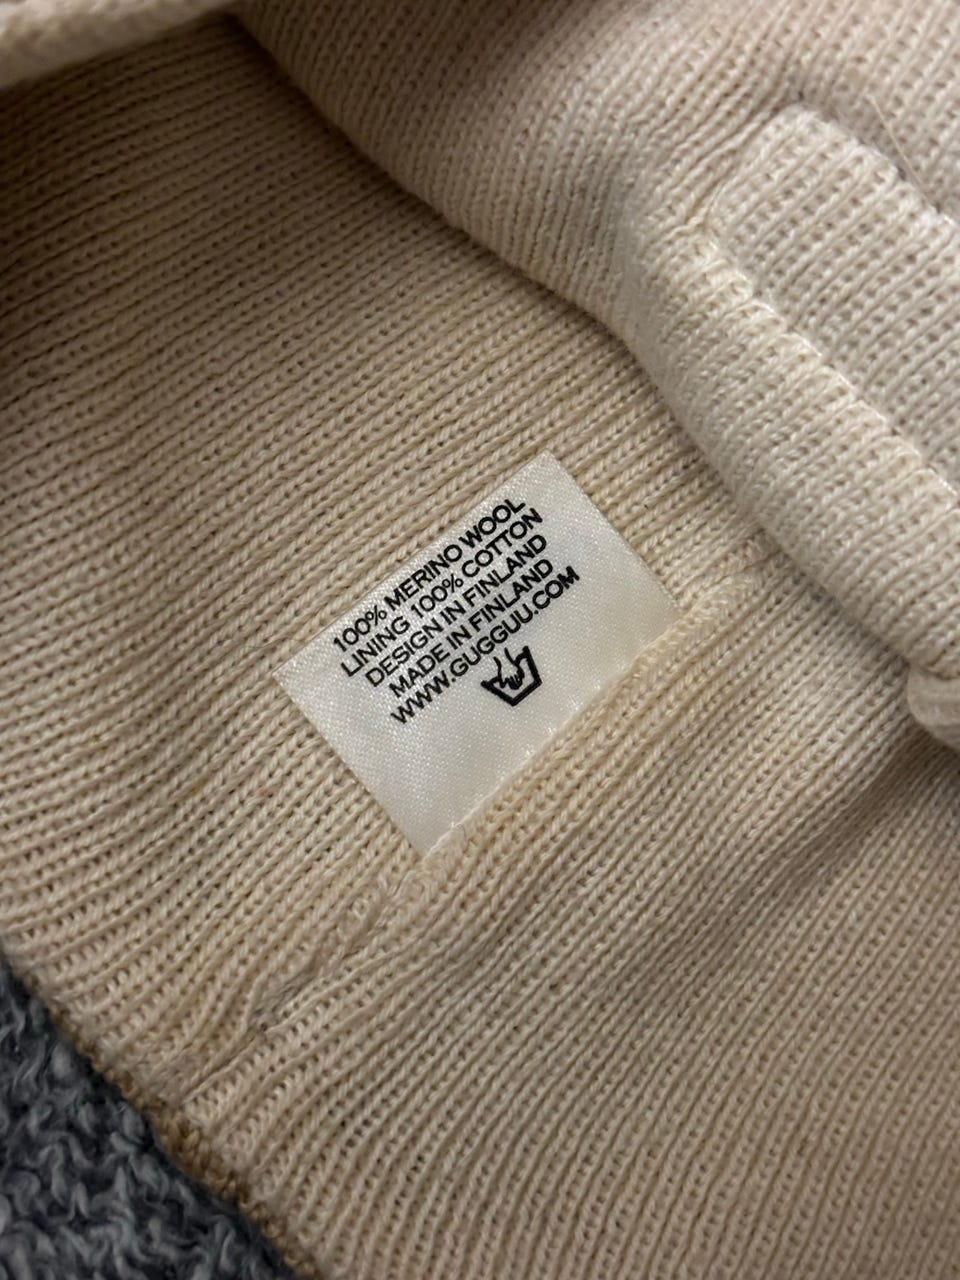 100% MERINO WOOL
LINING 100% COTTON
DESIGN IN FINLAND
MADE IN FINLAND
WWW.GUGGUU.COM